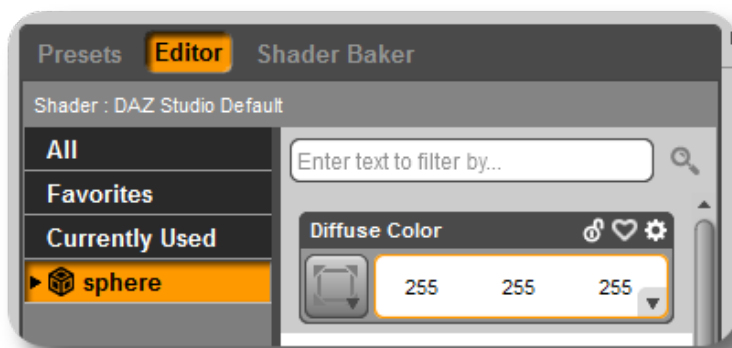 Presets Editor Shader Baker
Shader : DAZ Studio Default
All
Favorites
Currently Used
sphere
Enter text to filter by...
Diffuse Color
255 255 255